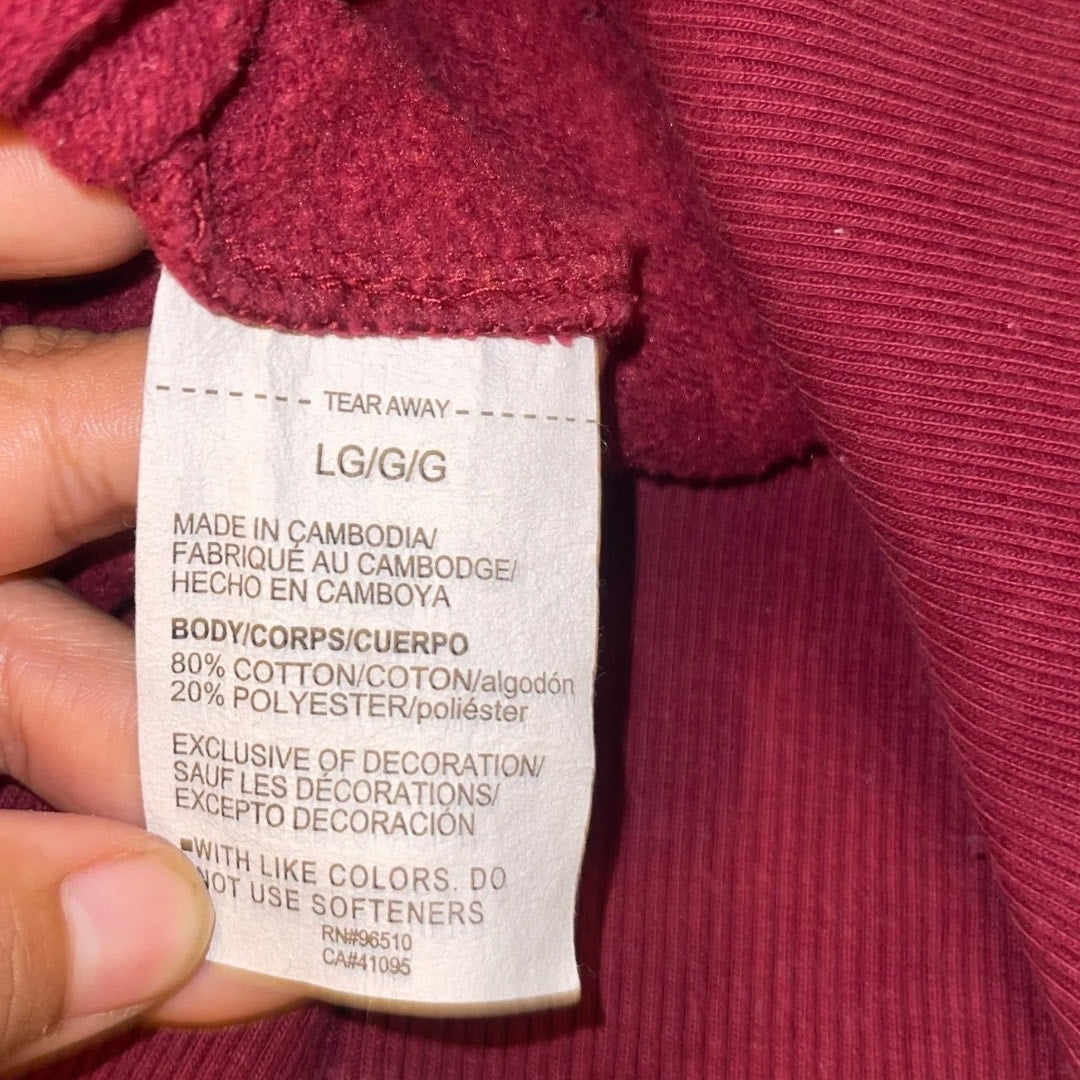 TEAR AWAY
LG/G/G
MADE IN CAMBODIA/
FABRIQUÉ AU CAMBODGE/
HECHO EN CAMBOYA
BODY/CORPS/CUERPO
80% COTTON/COTON/algodón
20% POLYESTER/poliéster
EXCLUSIVE OF DECORATION/
SAUF LES DÉCORATIONS/
EXCEPTO DECORACIÓN
WITH LIKE COLORS. DO
NOT USE SOFTENERS
RN#96510
CA#41095